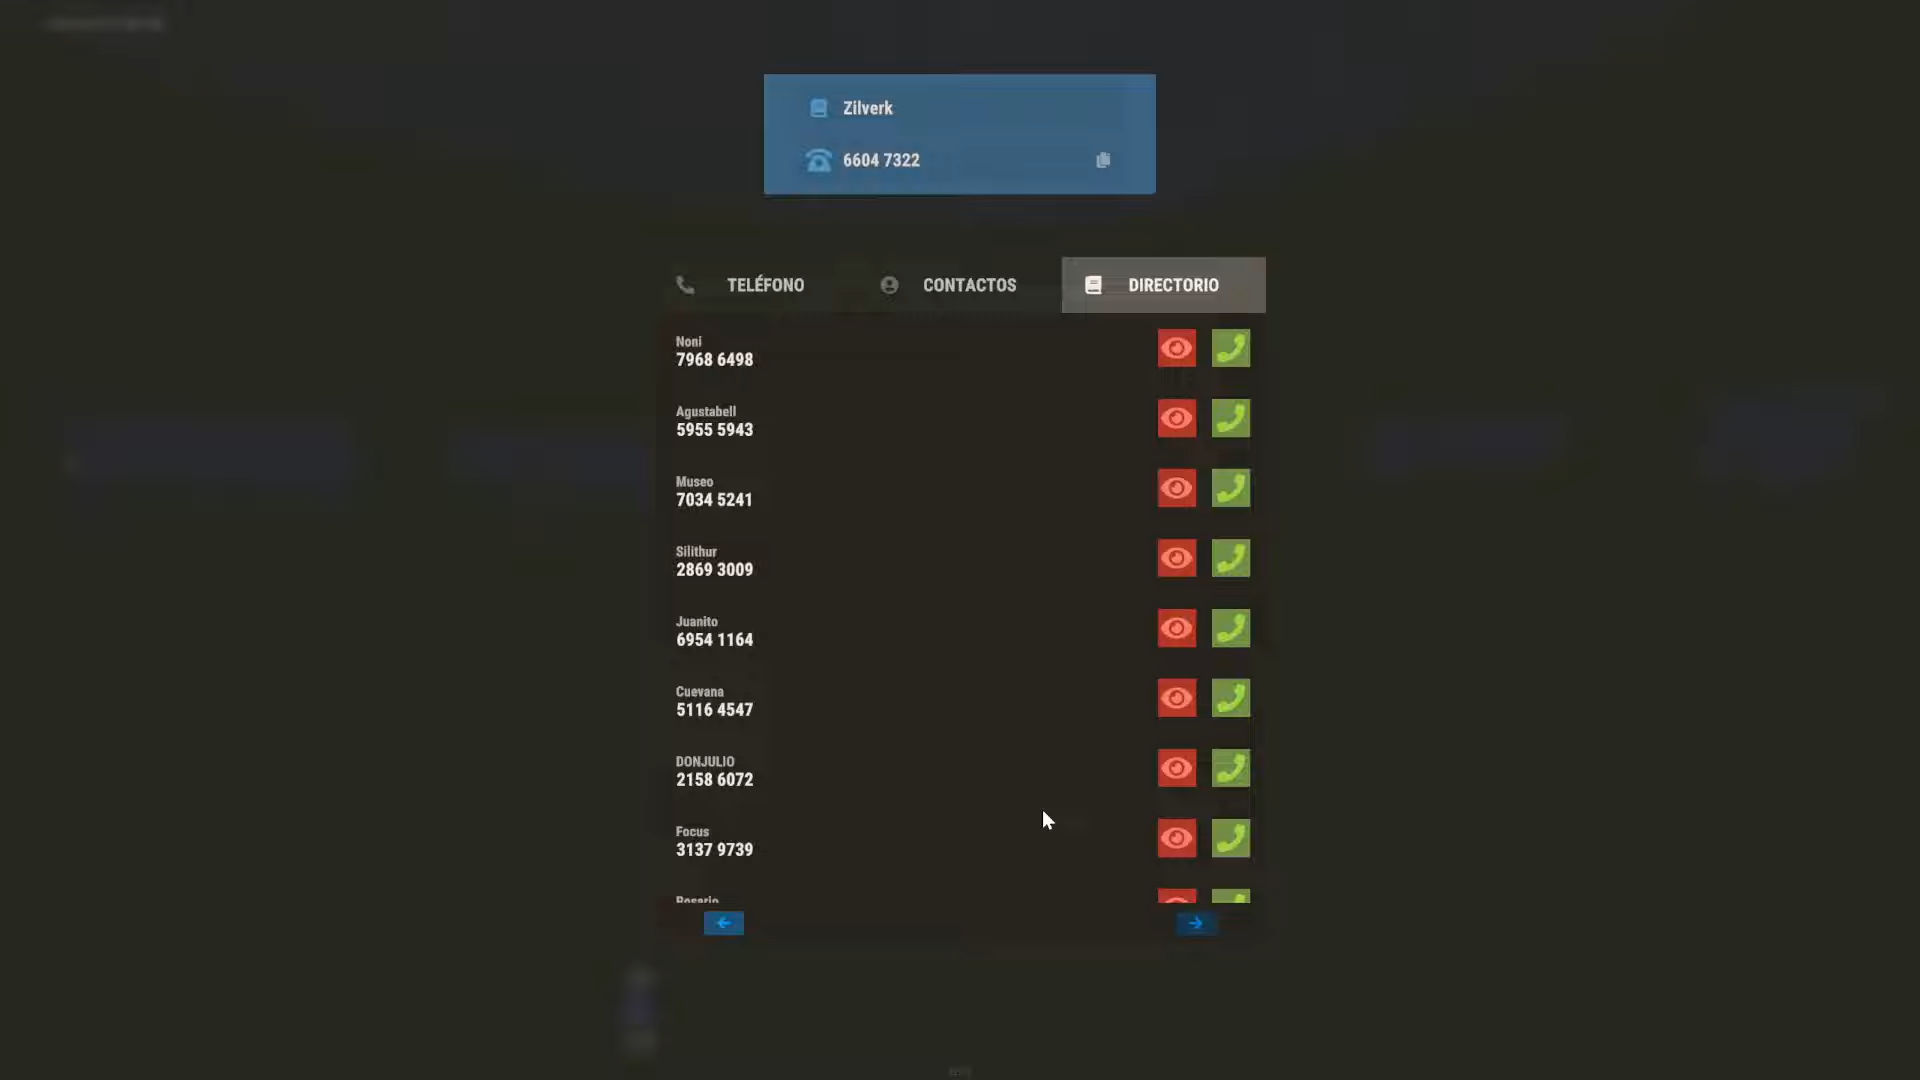 Zilverk
6604 7322
TELÉFONO CONTACTOS DIRECTORIO
Noni
7968 6498
Agustabell
5955 5943
Museo
7034 5241
Silithur
2869 3009
Juanito
6954 1164
Cuevana
5116 4547
DONJULIO
2158 6072
Focus
3137 9739
Rosario